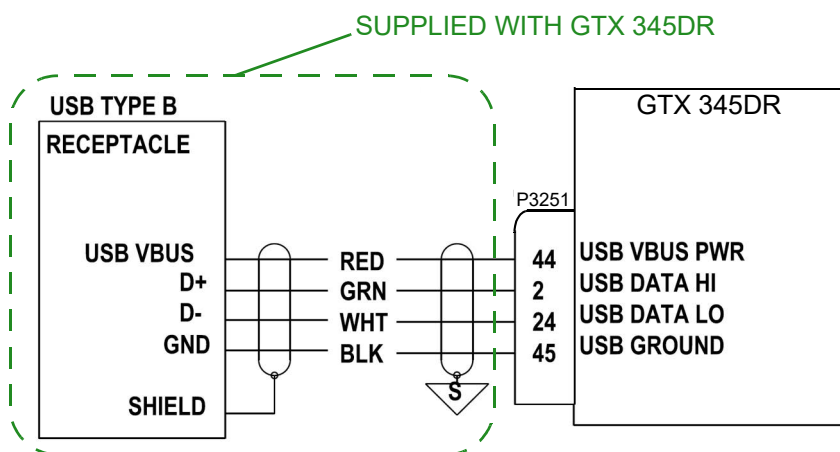 SUPPLIED WITH GTX 345DR
USB TYPE B
RECEPTACLE
GTX 345DR
P3251
USB VBUS
RED
44
USB VBUS PWR
D+
GRN
2
USB DATA HI
D-
WHT
24
USB DATA LO
GND
BLK
45
USB GROUND
SHIELD
S